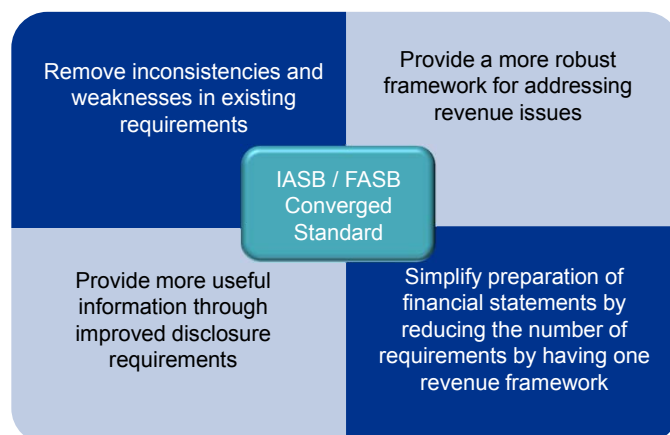 Remove inconsistencies and
weaknesses in existing
requirements
Provide a more robust
framework for addressing
revenue issues
IASB / FASB
Converged
Standard
Provide more useful
information through
improved disclosure
requirements
Simplify preparation of
financial statements by
reducing the number of
requirements by having one
revenue framework